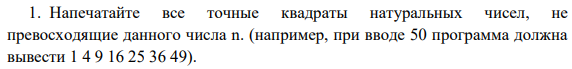 1. Напечатайте все точные квадраты натуральных чисел, не
превосходящие данного числа n. (например, при вводе 50 программа должна
вывести 1 4 9 16 25 36 49).